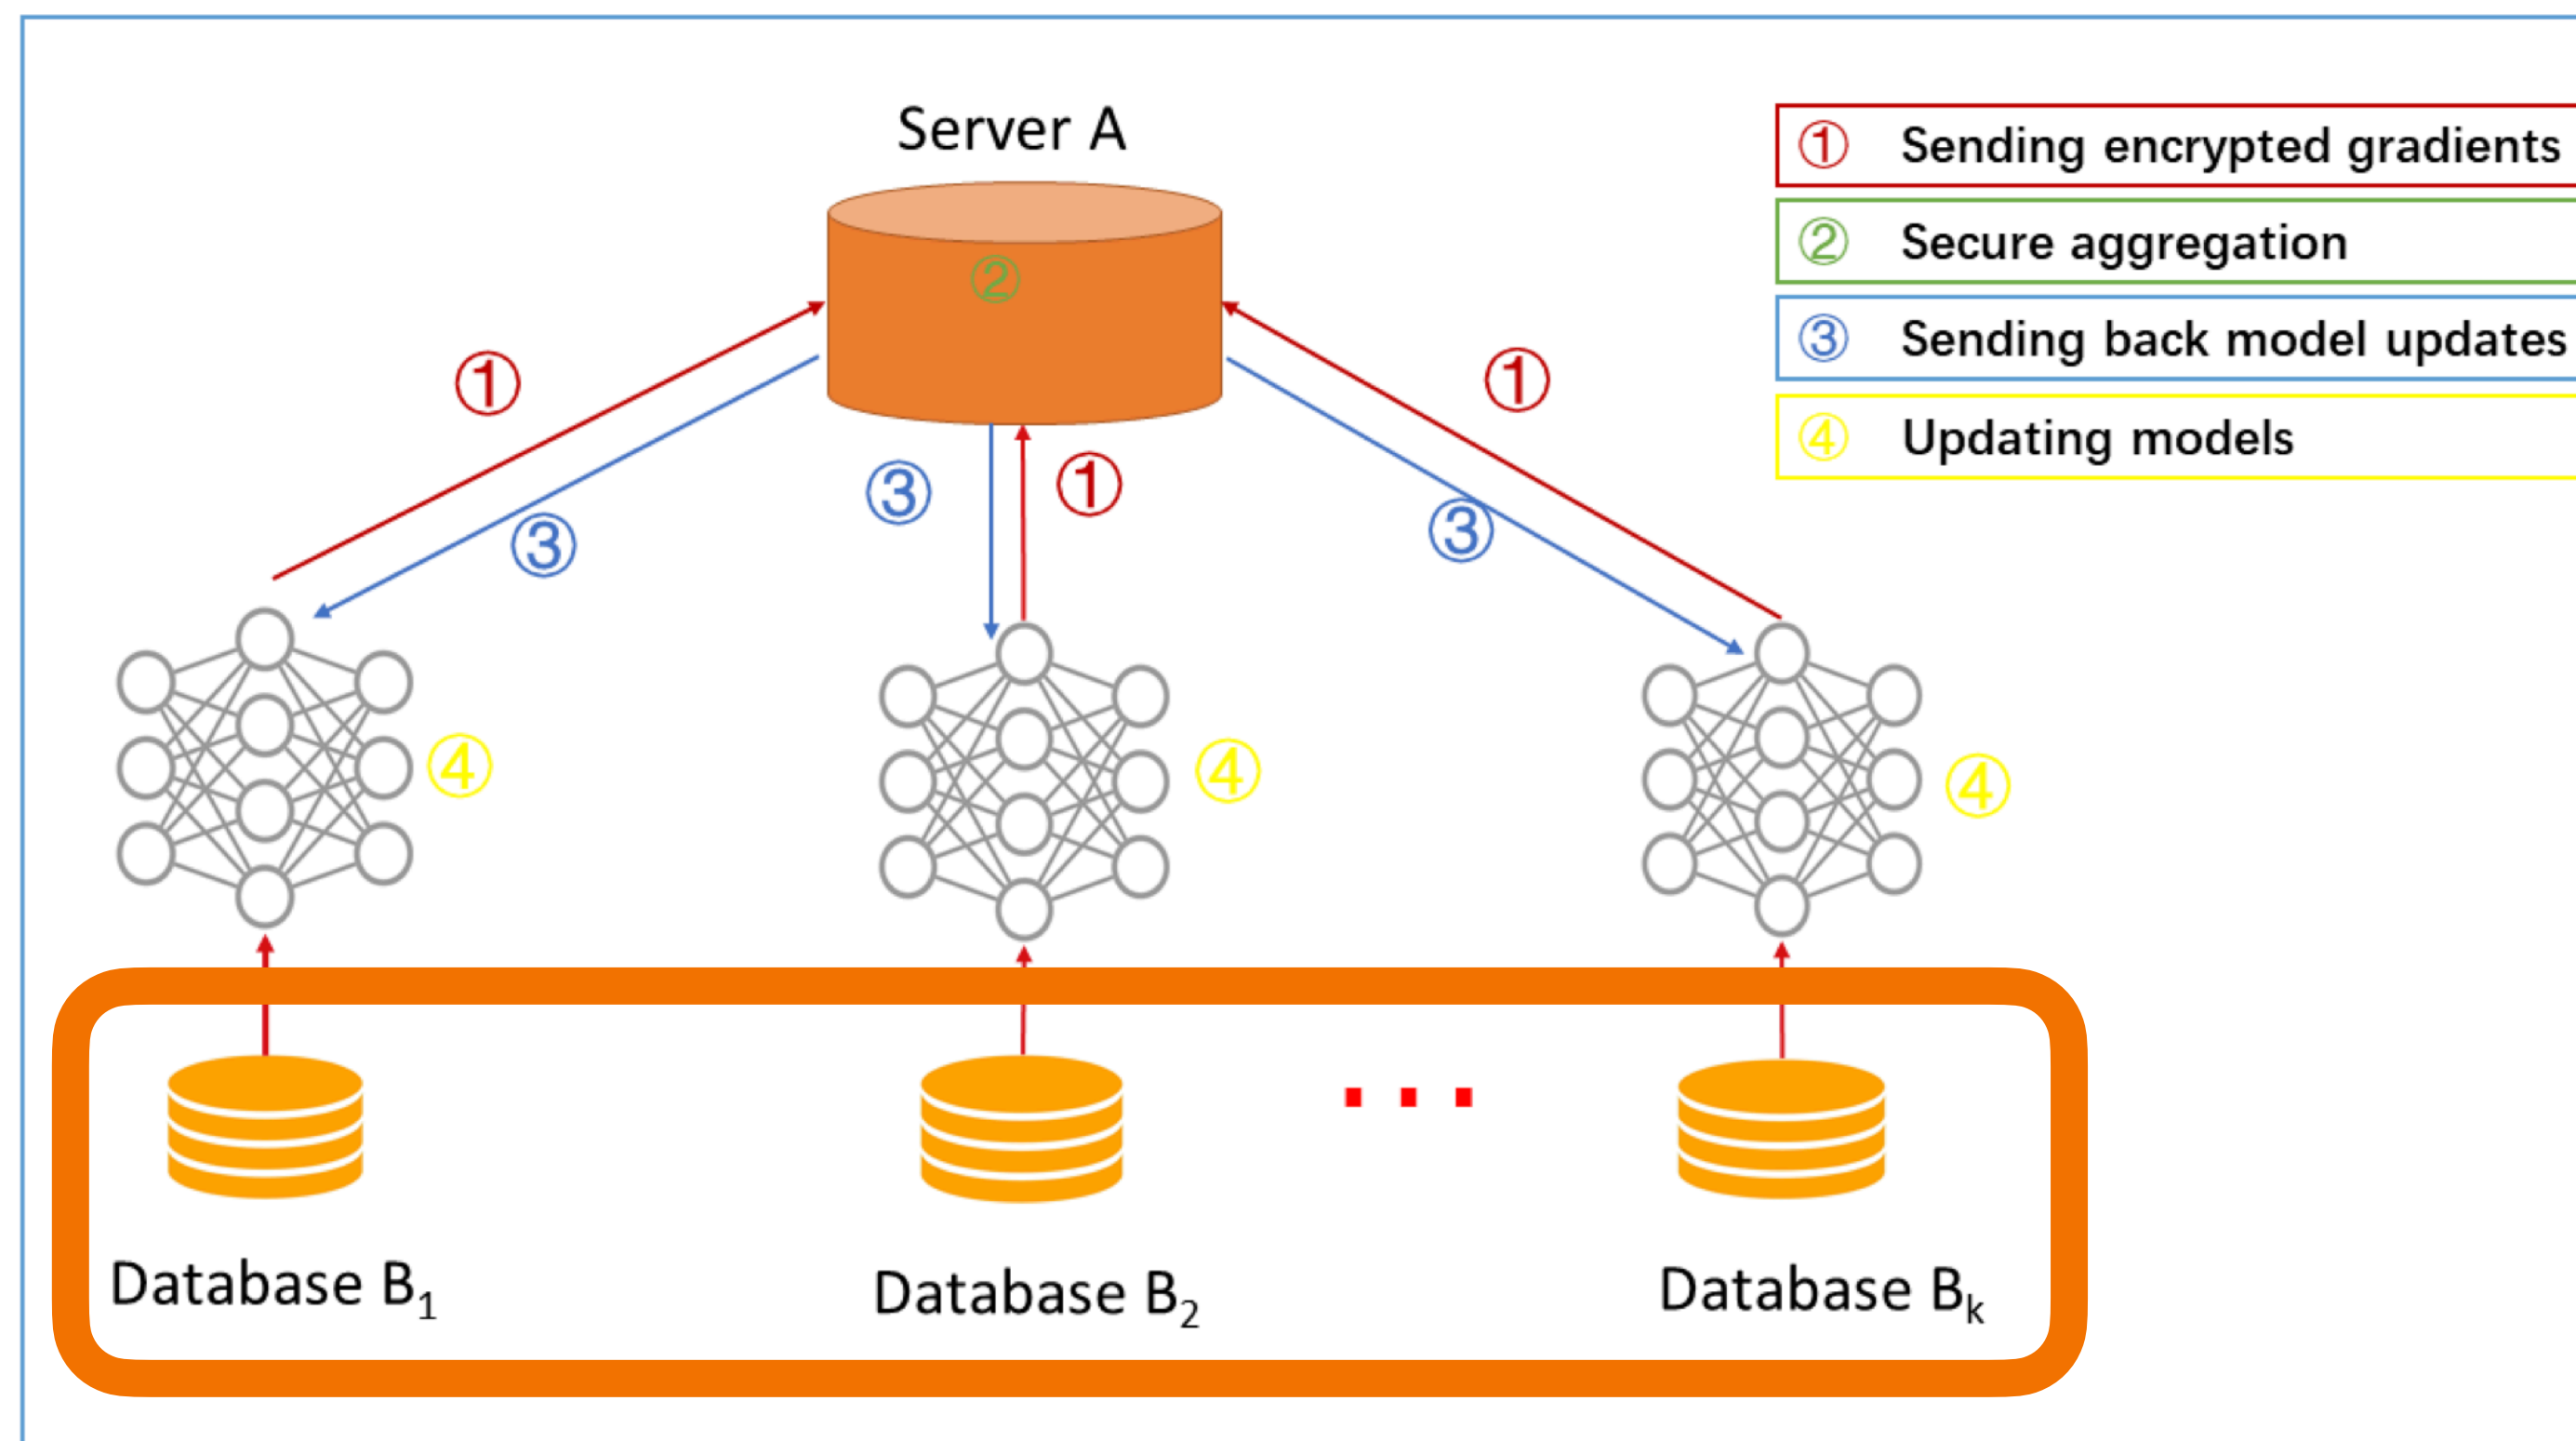 Server A
① Sending encrypted gradients
② Secure aggregation
③ Sending back model updates
④ Updating models
②
① ①
③ ① 
③ ③
④ ④ ④
...
Database B₁ Database B₂ Database Bₖ